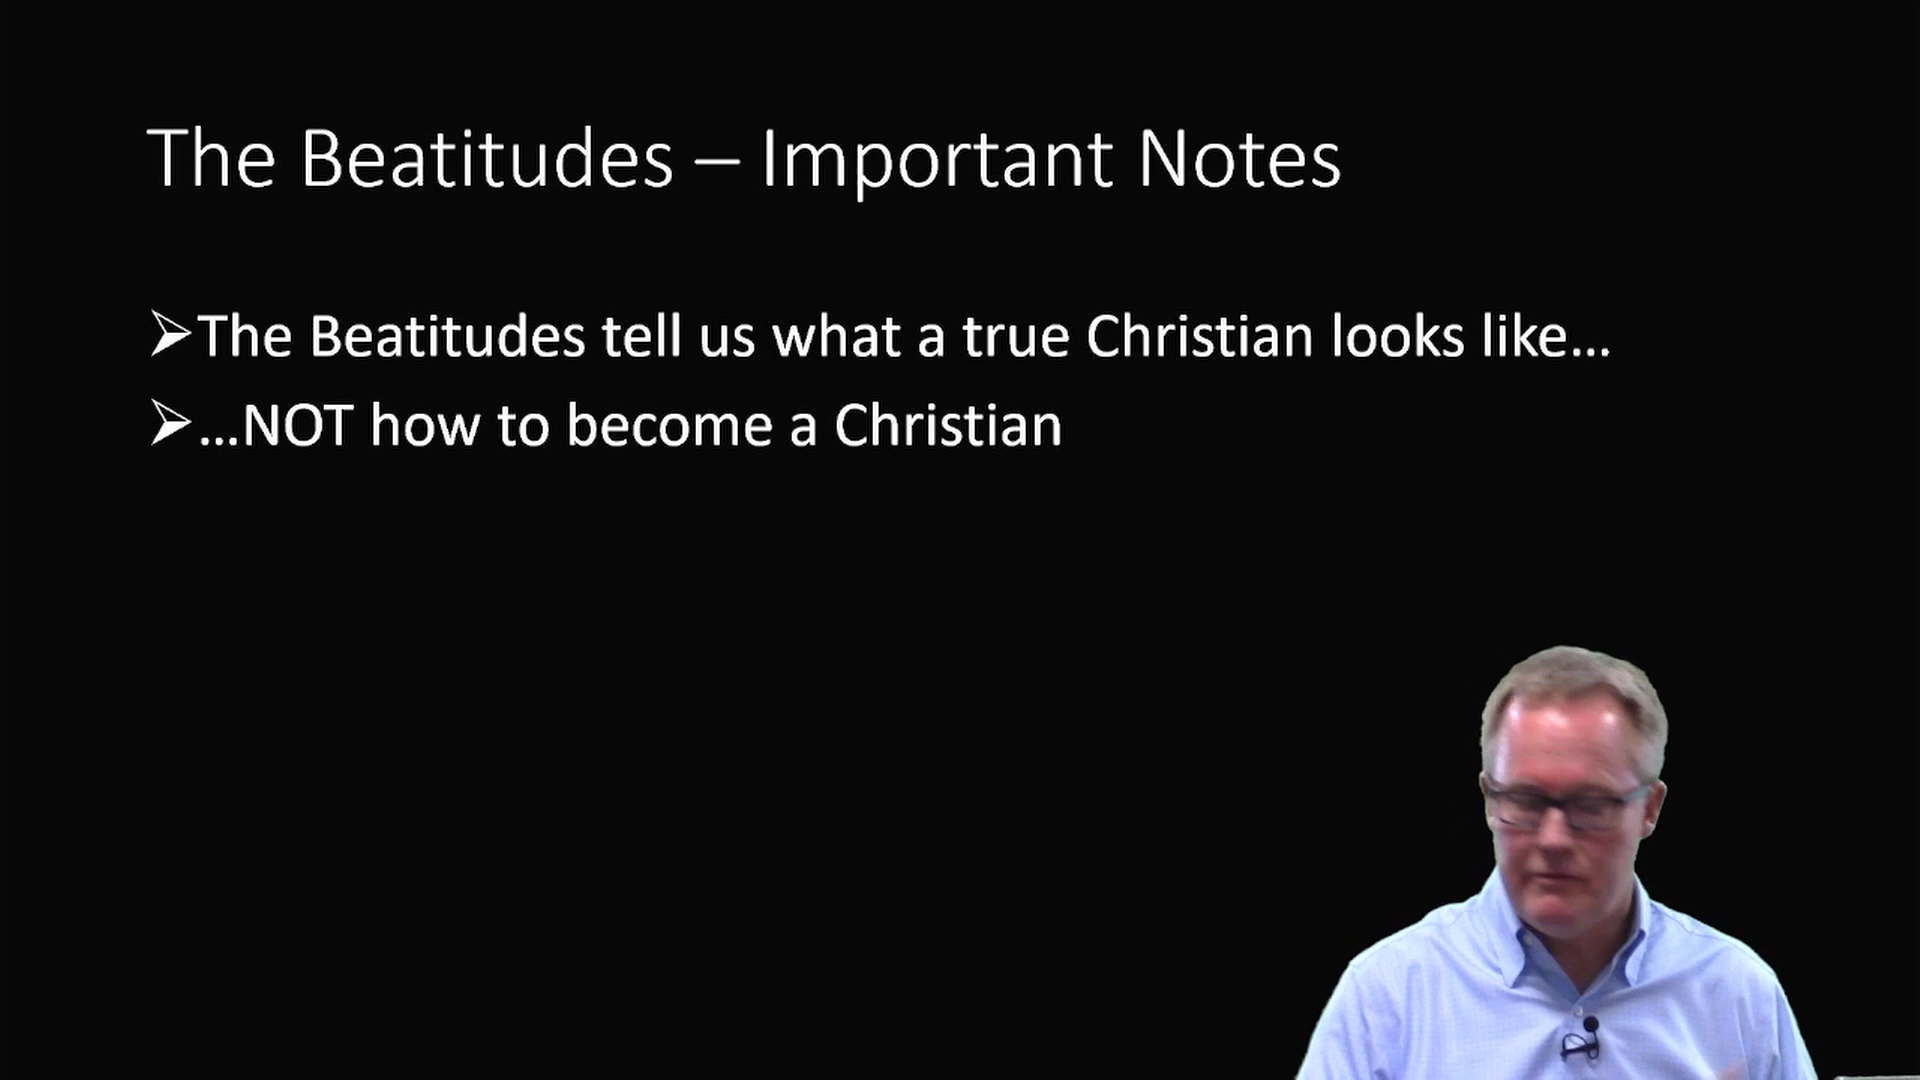 The Beatitudes – Important Notes
➢The Beatitudes tell us what a true Christian looks like…
➢…NOT how to become a Christian